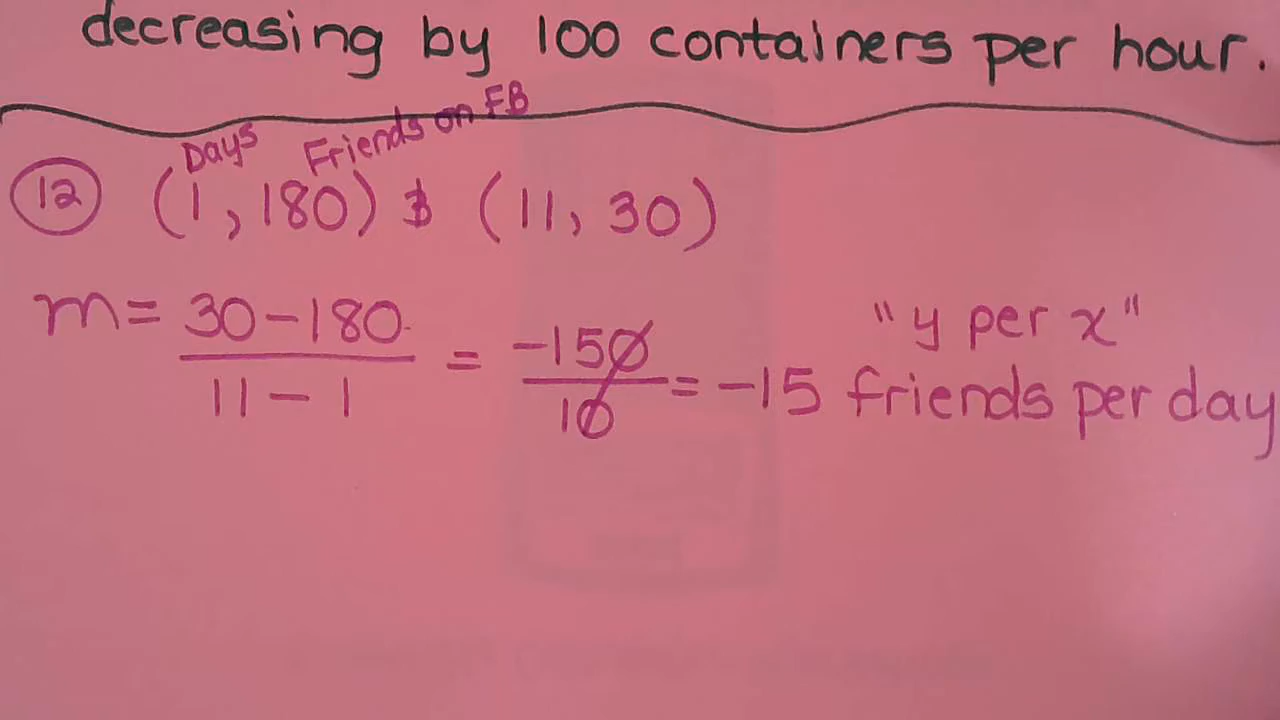 decreasing by 100 containers per hour.
Days Friends on FB
12 (1, 180) & (11, 30)
m = 30 - 180 / 11 - 1 = -150 / 10 = -15 friends per day
"y per x"